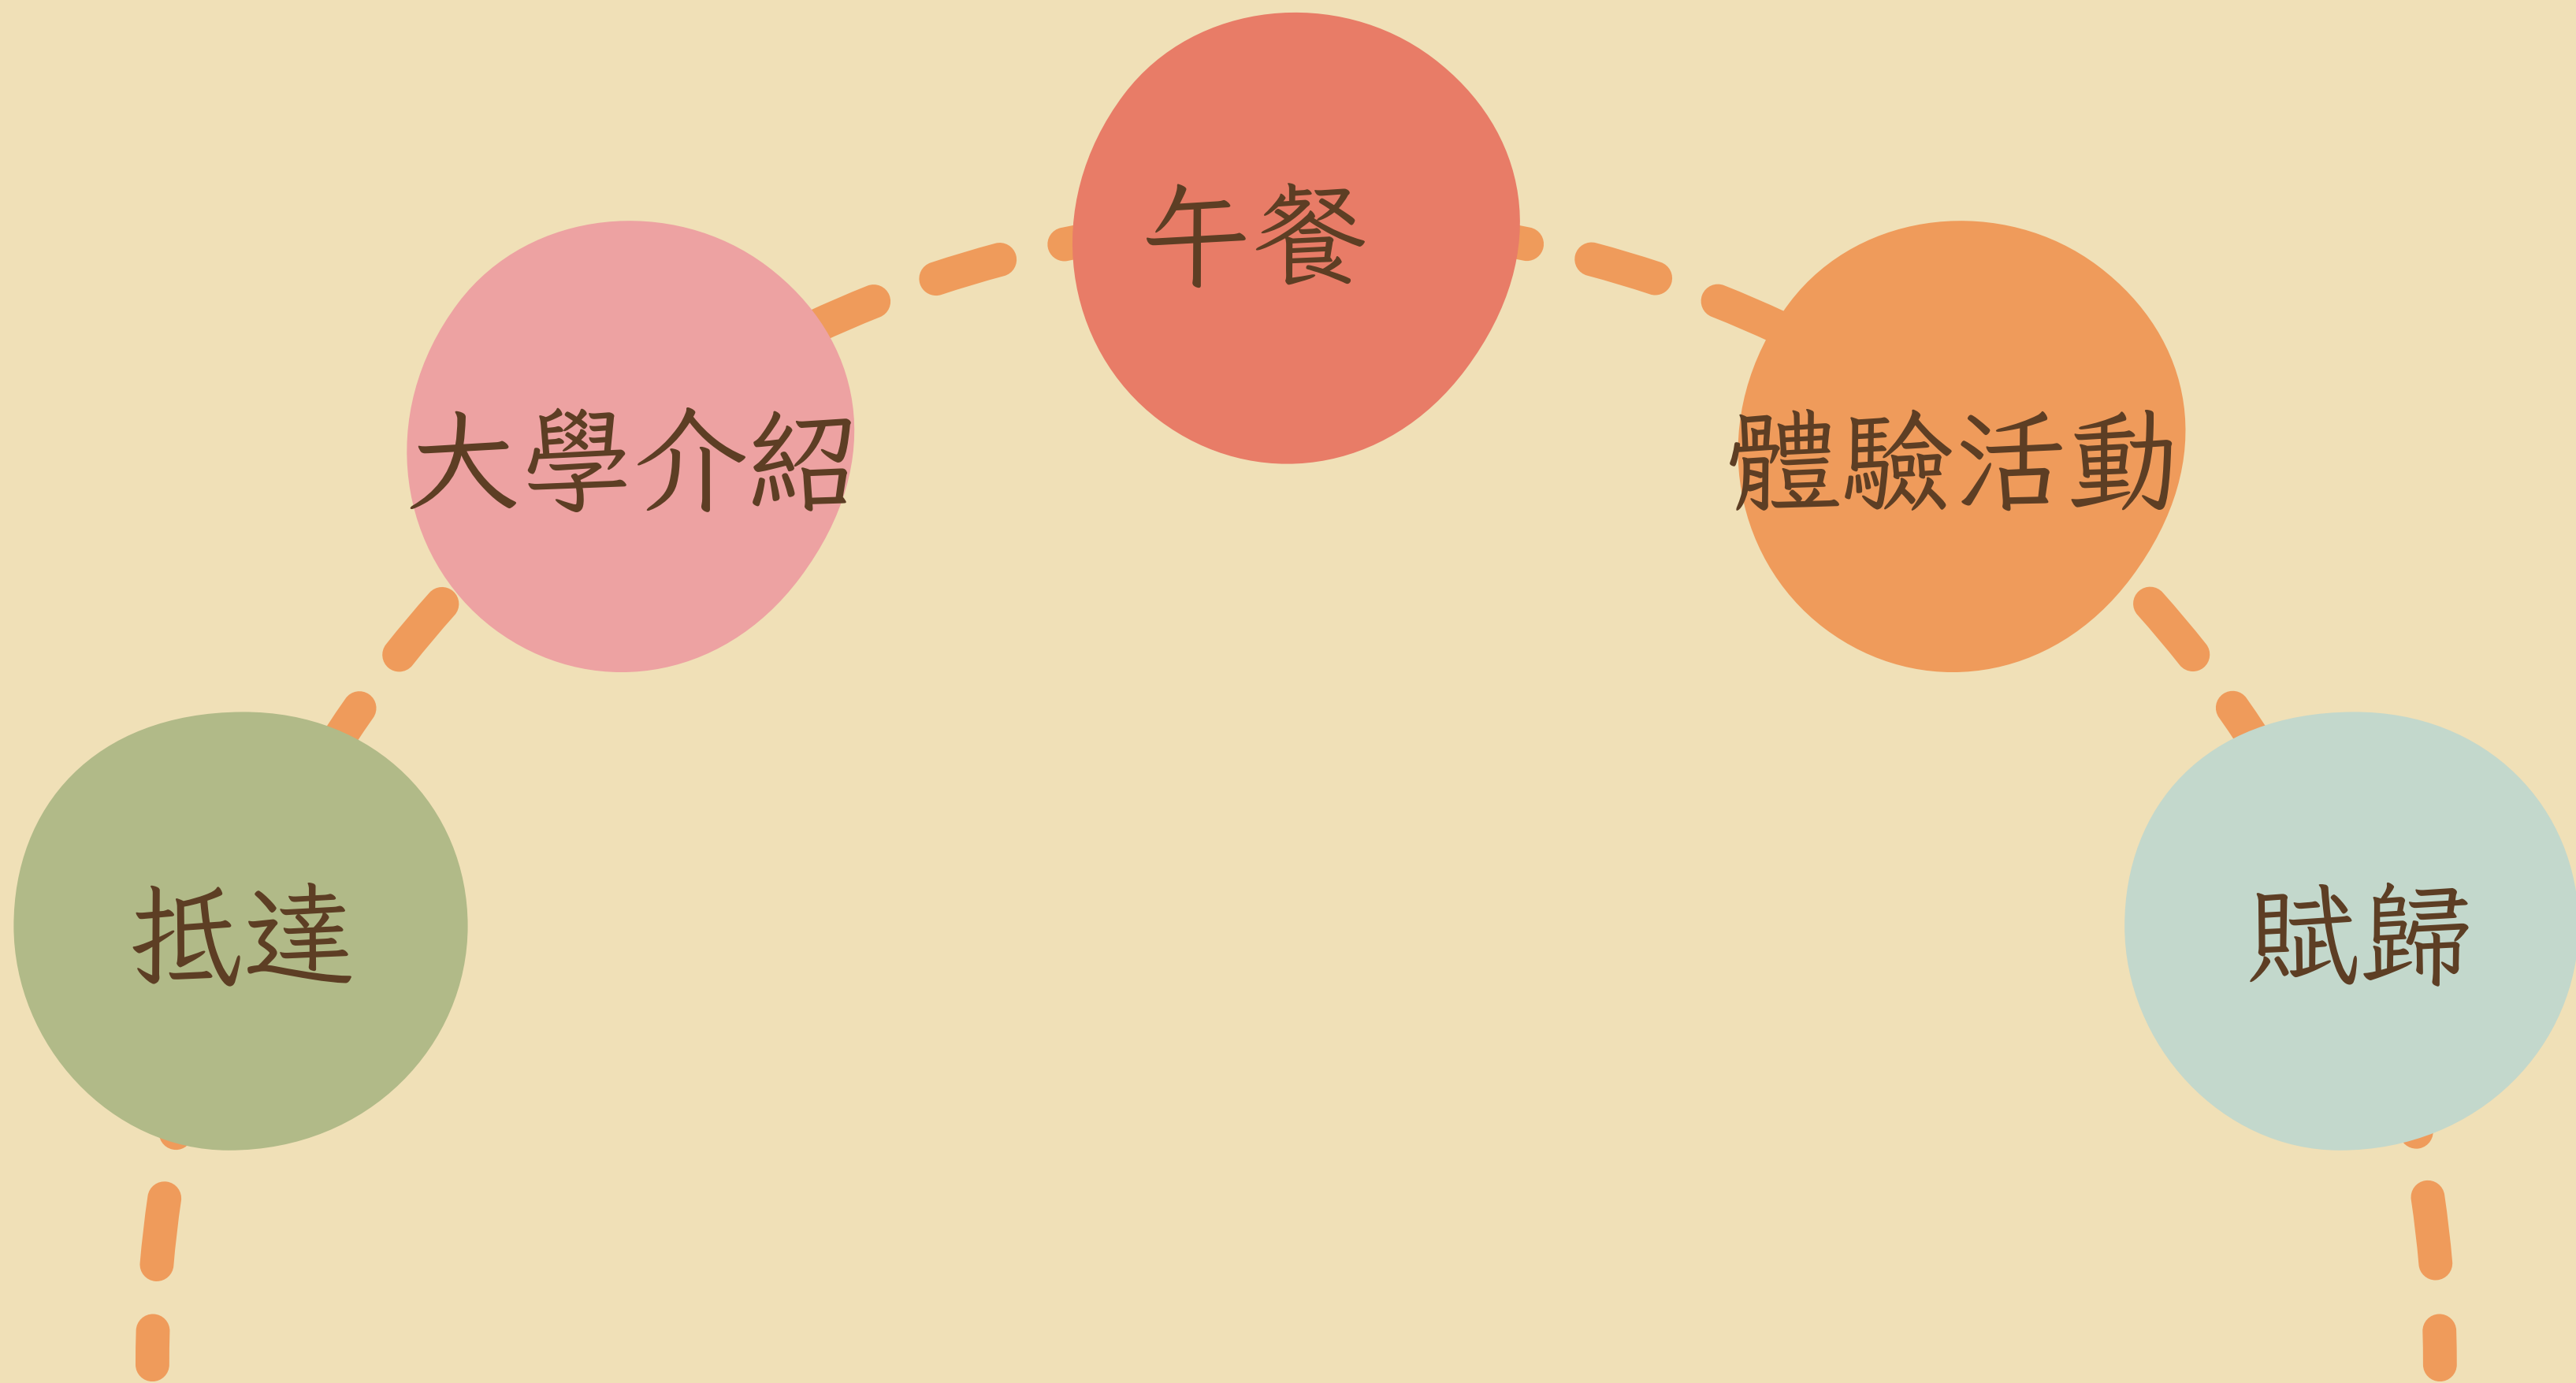 抵達
大學介紹
午餐
體驗活動
賦歸